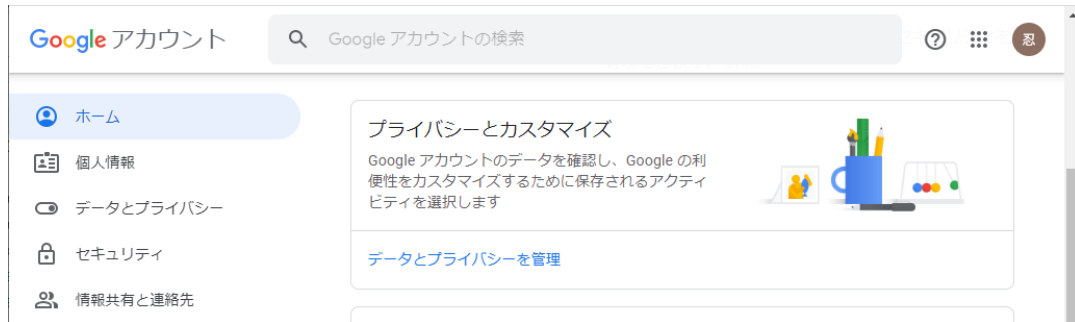 Google アカウント
Google アカウントの検索
忍
ホーム
個人情報
データとプライバシー
セキュリティ
情報共有と連絡先
プライバシーとカスタマイズ
Google アカウントのデータを確認し、Google の利
便性をカスタマイズするために保存されるアクティ
ビティを選択します
データとプライバシーを管理